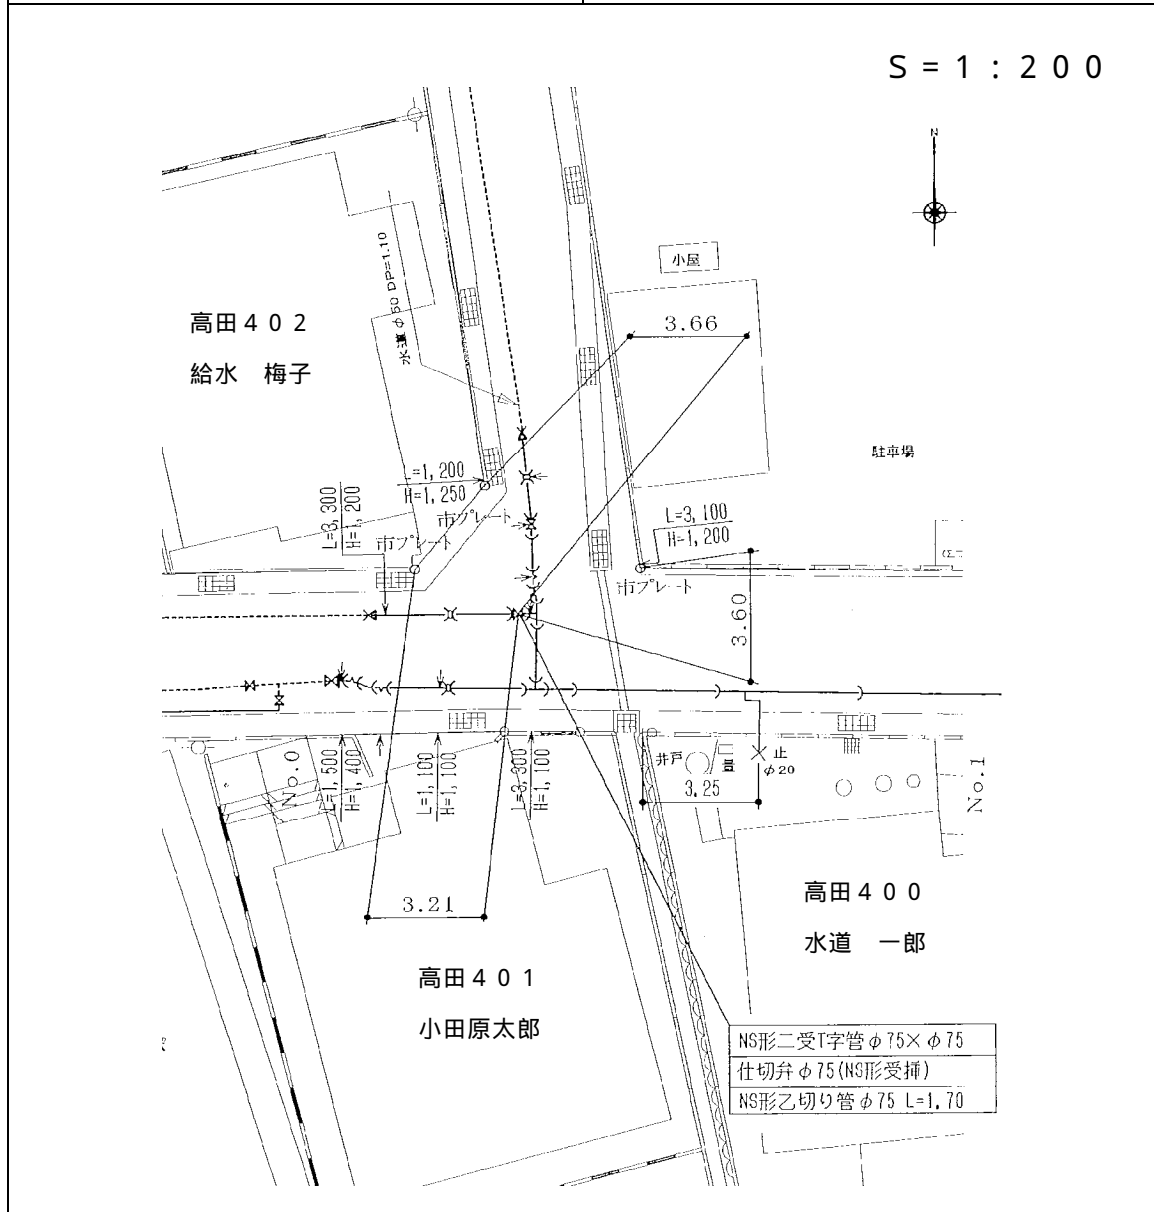 S=1:200
N
小屋
3.66
水道φ50 DP=1.10
高田402
給水　梅子
駐車場
L=1,200
H=1,250
市プレート
L=3,300
H=1,200
市プレート
L=3,100
H=1,200
市プレート
3.60
No.0
L=1,500
H=1,400
L=1,100
H=1,100
L=3,300
H=1,100
井戸
止
φ20
3.25
No.1
3.21
高田400
水道　一郎
高田401
小田原太郎
NS形二受T字管φ75×φ75
仕切弁φ75(NS形受挿)
NS形乙切り管φ75 L=1.70